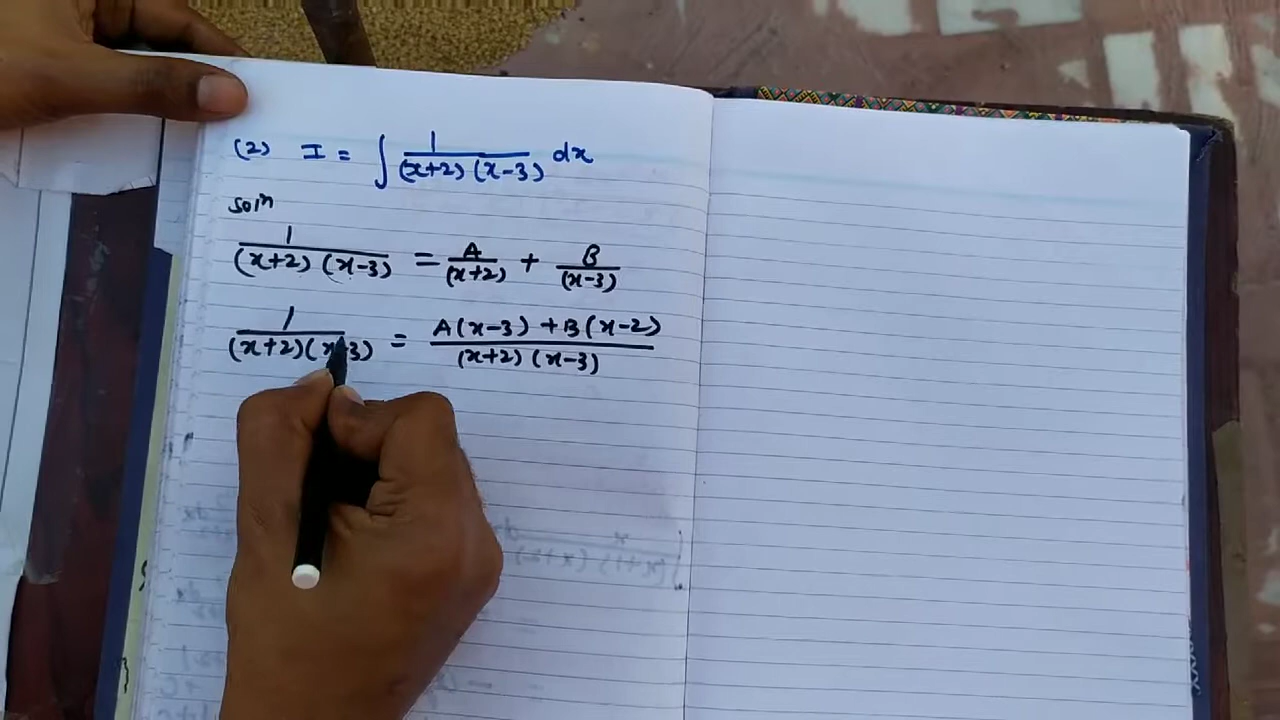 (2) I = ∫ 1/((x+2)(x-3)) dx
soln
1/((x+2)(x-3)) = A/(x+2) + B/(x-3)
1/((x+2)(x-3)) = (A(x-3) + B(x-2))/((x+2)(x-3))